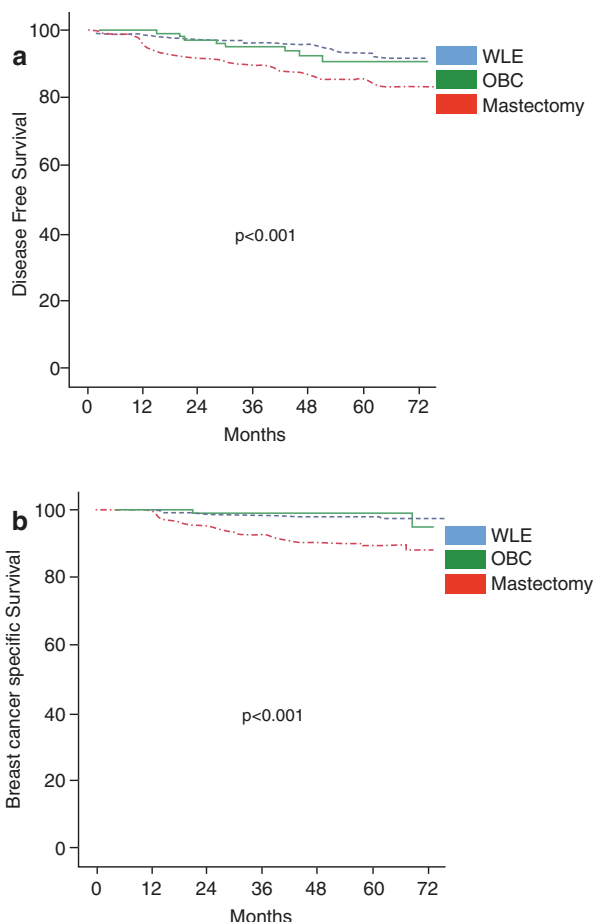 a
Disease Free Survival
100
80
60
40
20
0
p<0.001
WLE
OBC
Mastectomy
0 12 24 36 48 60 72
Months
b
Breast cancer specific Survival
100
80
60
40
20
0
p<0.001
WLE
OBC
Mastectomy
0 12 24 36 48 60 72
Months